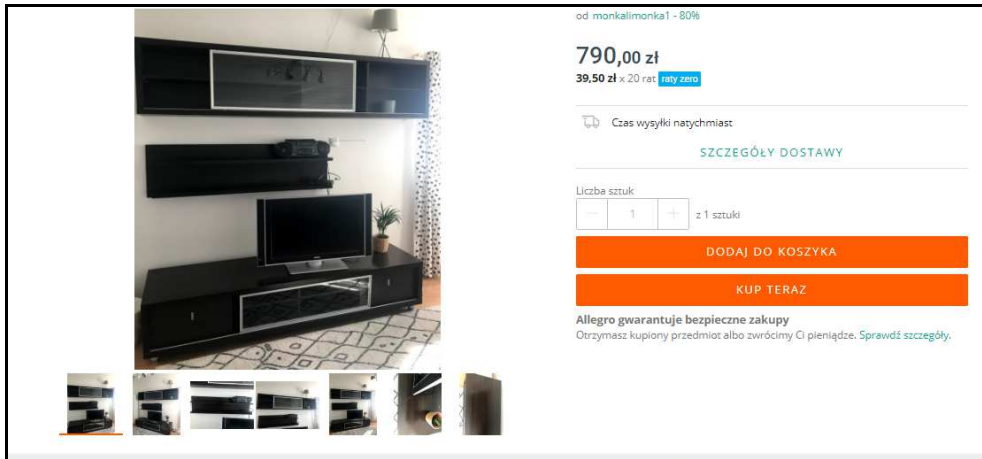 od monkalimonka1 - 80%
790,00 zł
39,50 zł x 20 rat raty zero
Czas wysyłki natychmiast
SZCZEGÓŁY DOSTAWY
Liczba sztuk
— 1 + z 1 sztuki
DODAJ DO KOSZYKA
KUP TERAZ
Allegro gwarantuje bezpieczne zakupy
Otrzymasz kupiony przedmiot albo zwrócimy Ci pieniądze. Sprawdź szczegóły.